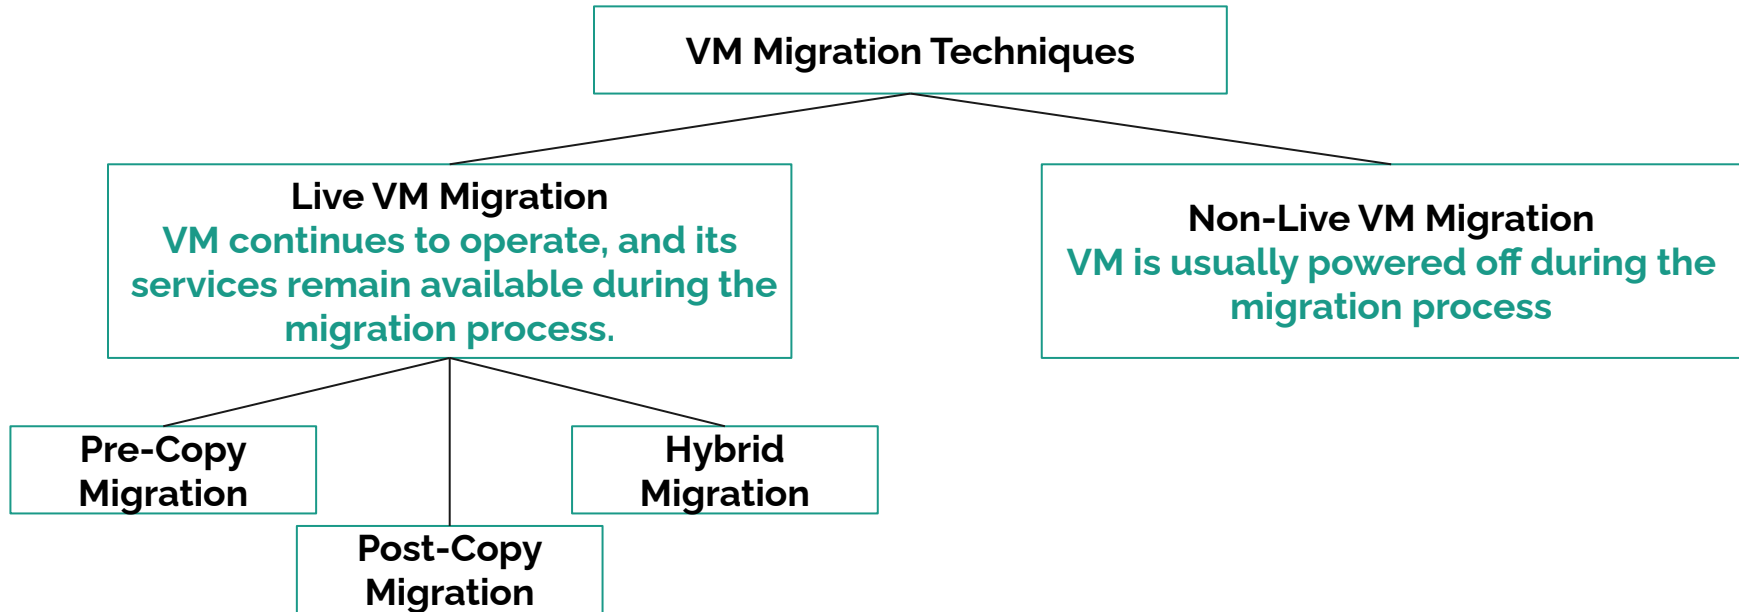 VM Migration Techniques
Live VM Migration
VM continues to operate, and its
services remain available during the
migration process.
Non-Live VM Migration
VM is usually powered off during the
migration process
Pre-Copy
Migration
Post-Copy
Migration
Hybrid
Migration